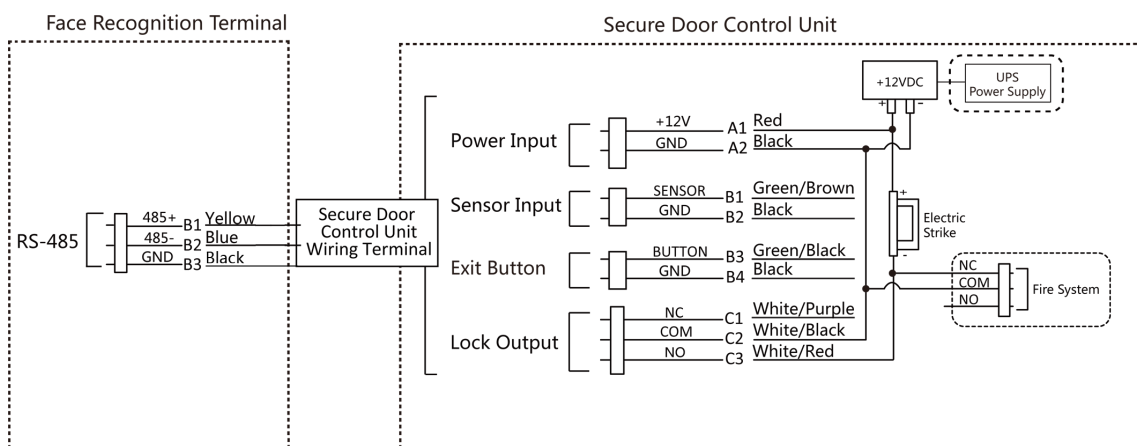 Face Recognition Terminal
Secure Door Control Unit
+12VDC
+ -
UPS
Power Supply
Power Input
+12V A1 Red
GND A2 Black
Sensor Input
SENSOR B1 Green/Brown
GND B2 Black
+
Electric
Strike
-
RS-485
485+ B1 Yellow
485- B2 Blue
GND B3 Black
Secure Door
Control Unit
Wiring Terminal
Exit Button
BUTTON B3 Green/Black
GND B4 Black
NC
COM
NO
Fire System
Lock Output
NC C1 White/Purple
COM C2 White/Black
NO C3 White/Red